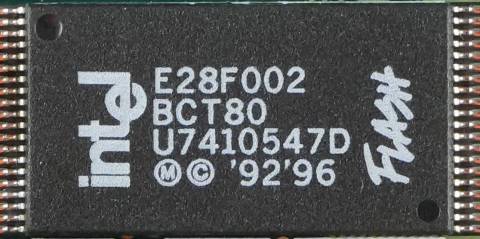 intel
E28F002
BCT80
U7410547D
Ⓜ © '92'96
FLASH